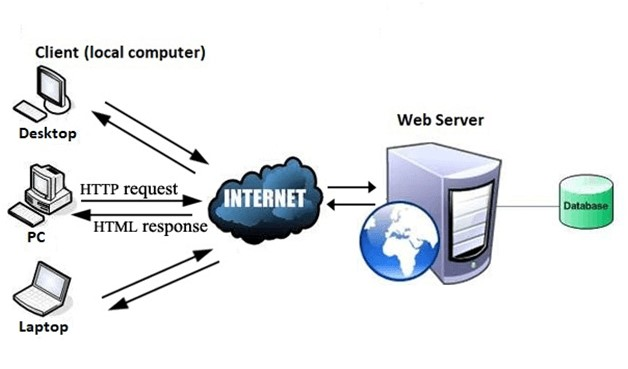 Client (local computer)
Desktop
Web Server
HTTP request
INTERNET
Database
HTML response
PC
Laptop